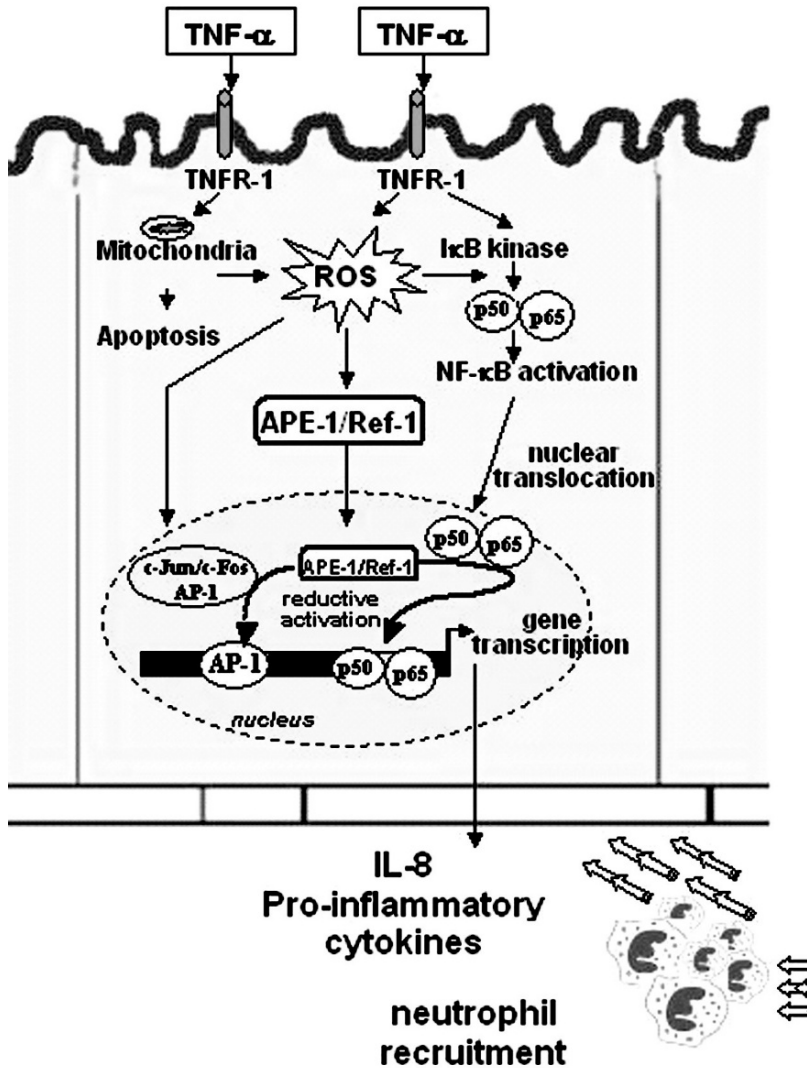 TNF-α
TNF-α
TNFR-1
TNFR-1
Mitochondria
ROS
IκB kinase
p50
p65
Apoptosis
NF-κB activation
APE-1/Ref-1
nuclear
translocation
p50
p65
c-Jun/c-Fos
AP-1
APE-1/Ref-1
reductive
activation
gene
transcription
AP-1
p50
p65
nucleus
IL-8
Pro-inflammatory
cytokines
neutrophil
recruitment